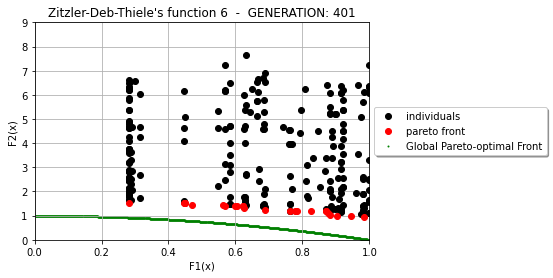 Zitzler-Deb-Thiele's function 6 - GENERATION: 401
9
8
7
6
5
4
3
2
1
0
F2(x)
0.0 0.2 0.4 0.6 0.8 1.0
F1(x)
individuals
pareto front
Global Pareto-optimal Front